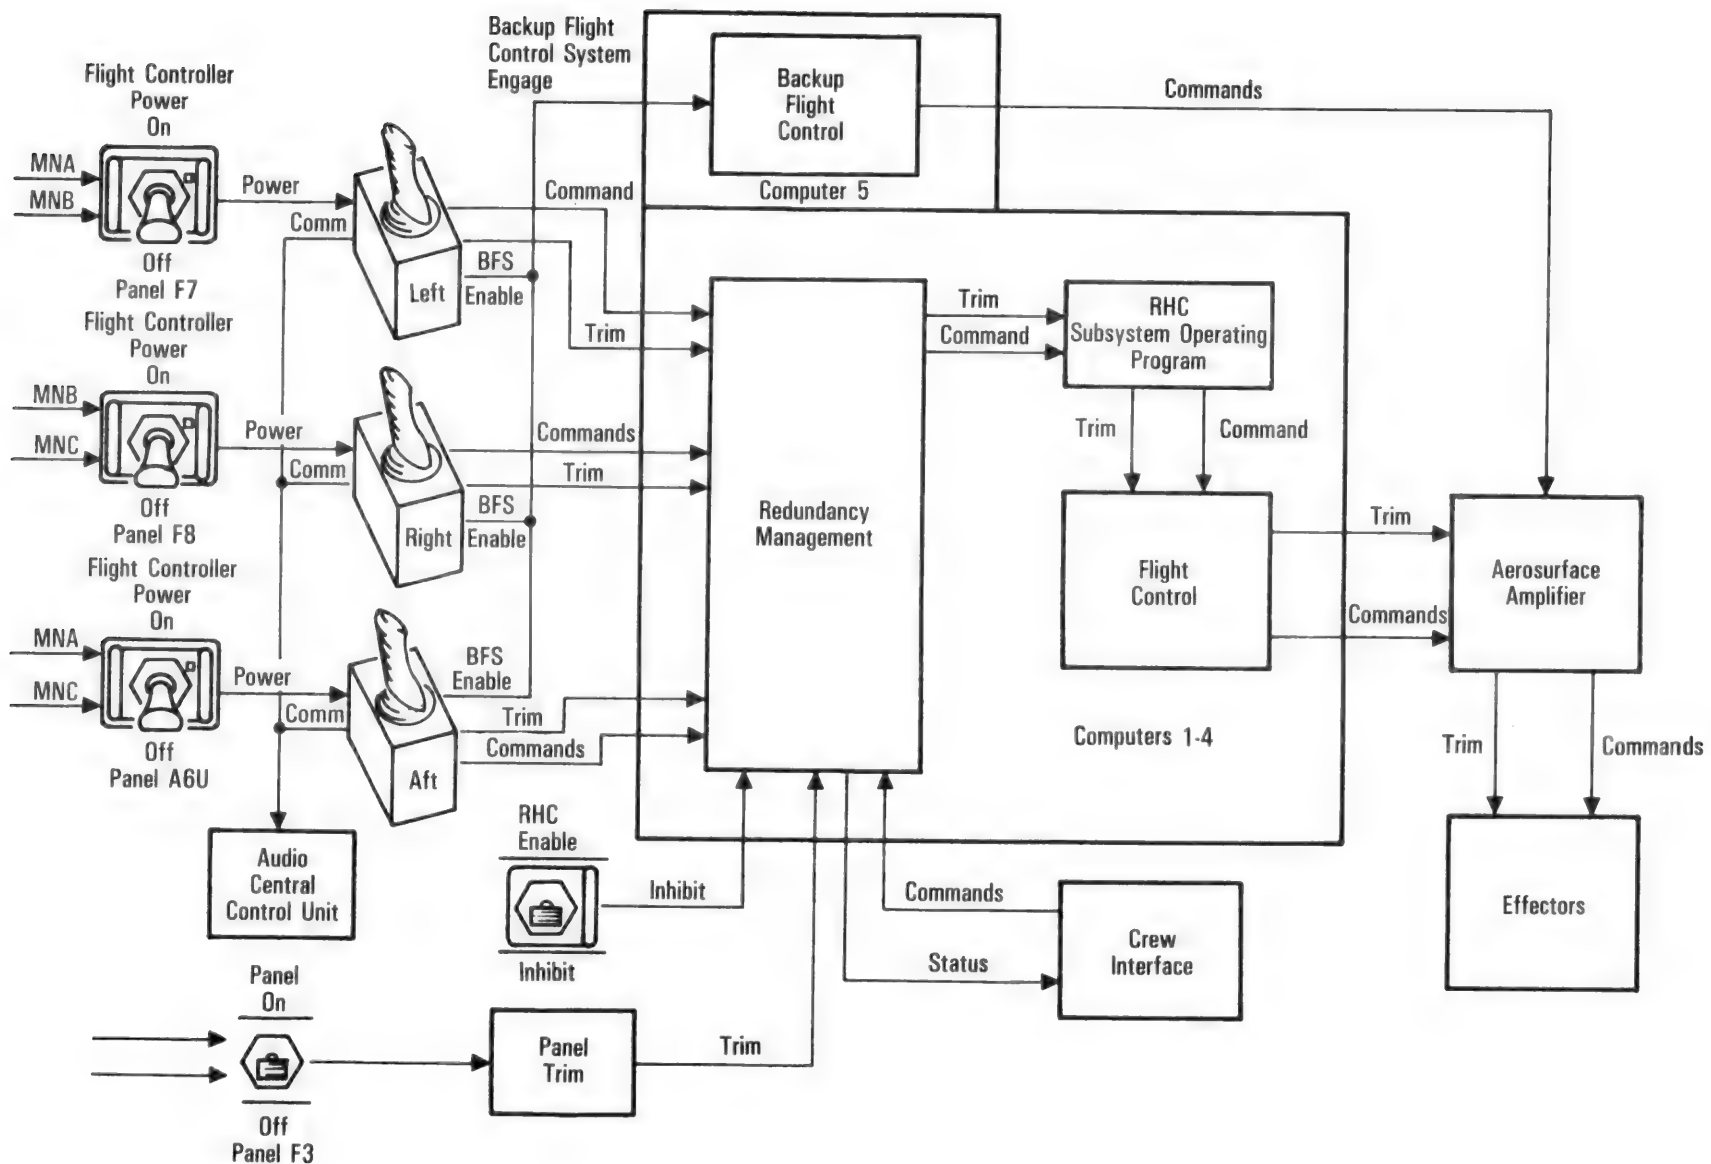 Backup Flight
Control System
Engage
Flight Controller
Power
On
MNA
MNB
Off
Panel F7
Power
Comm
Left
Command
BFS
Enable
Trim
Backup
Flight
Control
Computer 5
Commands
Flight Controller
Power
On
MNB
MNC
Off
Panel F8
Power
Comm
Right
Commands
Trim
BFS
Enable
Flight Controller
Power
On
MNA
MNC
Off
Panel A6U
Power
Comm
Aft
BFS
Enable
Trim
Commands
Redundancy
Management
Trim
Command
RHC
Subsystem Operating
Program
Trim
Command
Flight
Control
Computers 1-4
Trim
Commands
Aerosurface
Amplifier
Trim
Commands
Effectors
Audio
Central
Control Unit
RHC
Enable
Inhibit
Inhibit
Commands
Status
Crew
Interface
Panel
On
Off
Panel F3
Panel
Trim
Trim